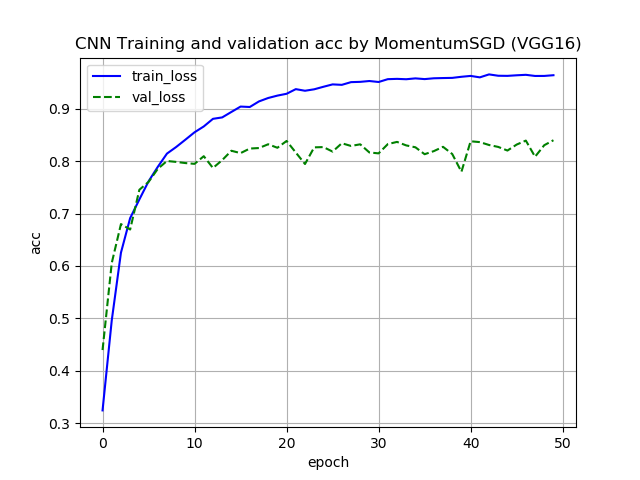 CNN Training and validation acc by MomentumSGD (VGG16)
train_loss
val_loss
0.9
0.8
0.7
0.6
0.5
0.4
0.3
acc
0 10 20 30 40 50
epoch